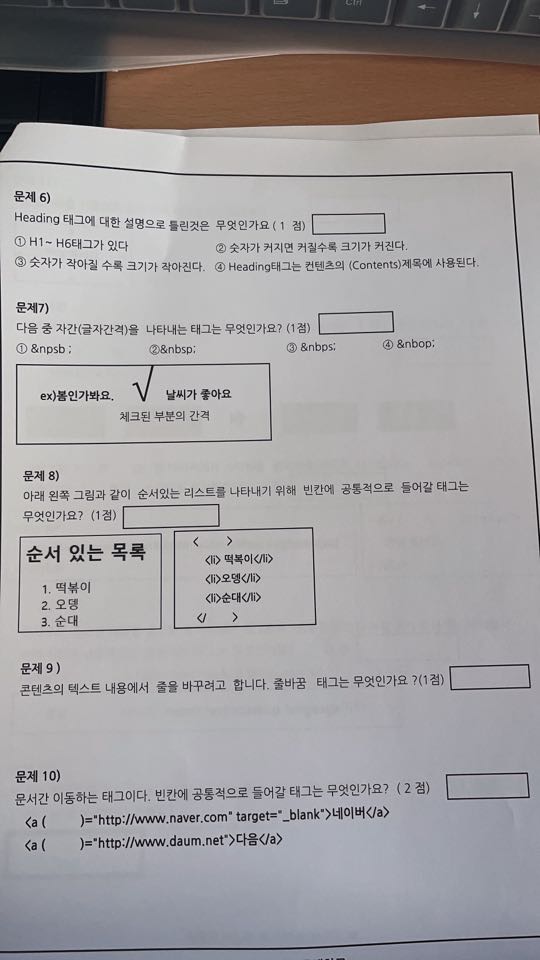 Ctrl
문제 6)
Heading 태그에 대한 설명으로 틀린것은 무엇인가요 ( 1 점)
① H1~ H6태그가 있다 ② 숫자가 커지면 커질수록 크기가 커진다.
③ 숫자가 작아질 수록 크기가 작아진다. ④ Heading태그는 컨텐츠의 (Contents)제목에 사용된다.
문제7)
다음 중 자간(글자간격)을 나타내는 태그는 무엇인가요? (1점)
① &npsb ; ②&nbsp; ③ &nbps; ④ &nbop;
ex)봄인가봐요. √ 날씨가 좋아요
체크된 부분의 간격
문제 8)
아래 왼쪽 그림과 같이 순서있는 리스트를 나타내기 위해 빈칸에 공통적으로 들어갈 태그는
무엇인가요? (1점)
순서 있는 목록
1. 떡볶이
2. 오뎅
3. 순대
< >
<li> 떡보이</li>
<li>오뎅</li>
<li>순대</li>
</ >
문제 9 )
콘텐츠의 텍스트 내용에서 줄을 바꾸려고 합니다. 줄바꿈 태그는 무엇인가요 ?(1점)
문제 10)
문서간 이동하는 태그이다. 빈칸에 공통적으로 들어갈 태그는 무엇인가요? ( 2 점)
<a ( )="http://www.naver.com" target="_blank">네이버</a>
<a ( )="http://www.daum.net">다음</a>